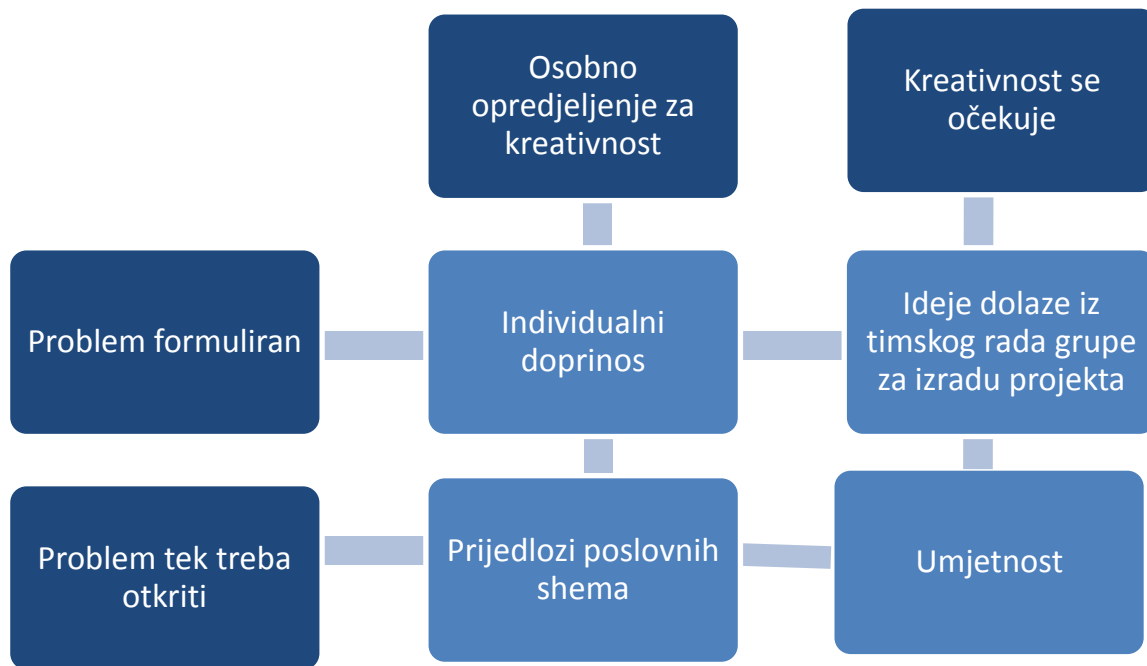 Osobno
opredjeljenje za
kreativnost
Kreativnost se
očekuje
Problem formuliran
Individualni
doprinos
Ideje dolaze iz
timskog rada grupe
za izradu projekta
Problem tek treba
otkriti
Prijedlozi poslovnih
shema
Umjetnost